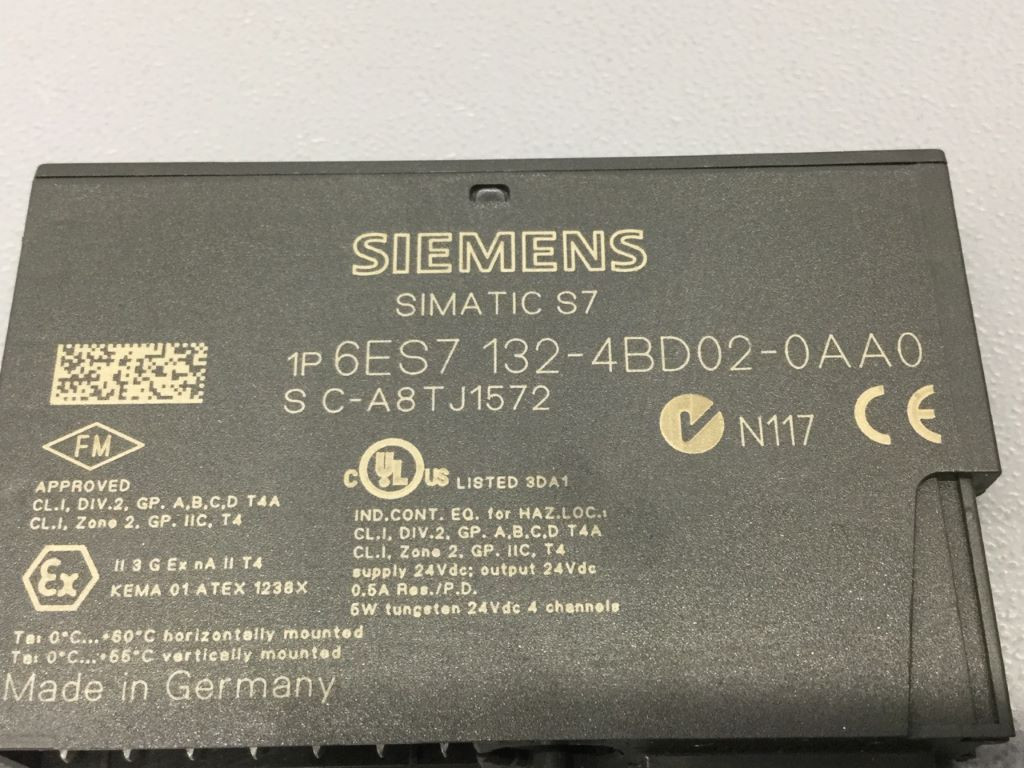 SIEMENS
SIMATIC S7
1P 6ES7 132-4BD02-0AA0
S C-A8TJ1572
N117 CE
FM
APPROVED
CL.I, DIV.2, GP. A,B,C,D T4A
CL.I, Zone 2, GP. IIC, T4
C UL US LISTED 3DA1
IND.CONT. EQ. for HAZ.LOC.:
CL.I, DIV.2, GP. A,B,C,D T4A
CL.I, Zone 2, GP. IIC, T4
supply 24Vdc; output 24Vdc
0.5A Res./P.D.
5W tungsten 24Vdc 4 channels
Ex II 3 G Ex nA II T4
KEMA 01 ATEX 1238X
Ta: 0°C...+60°C horizontally mounted
Ta: 0°C...+55°C vertically mounted
Made in Germany